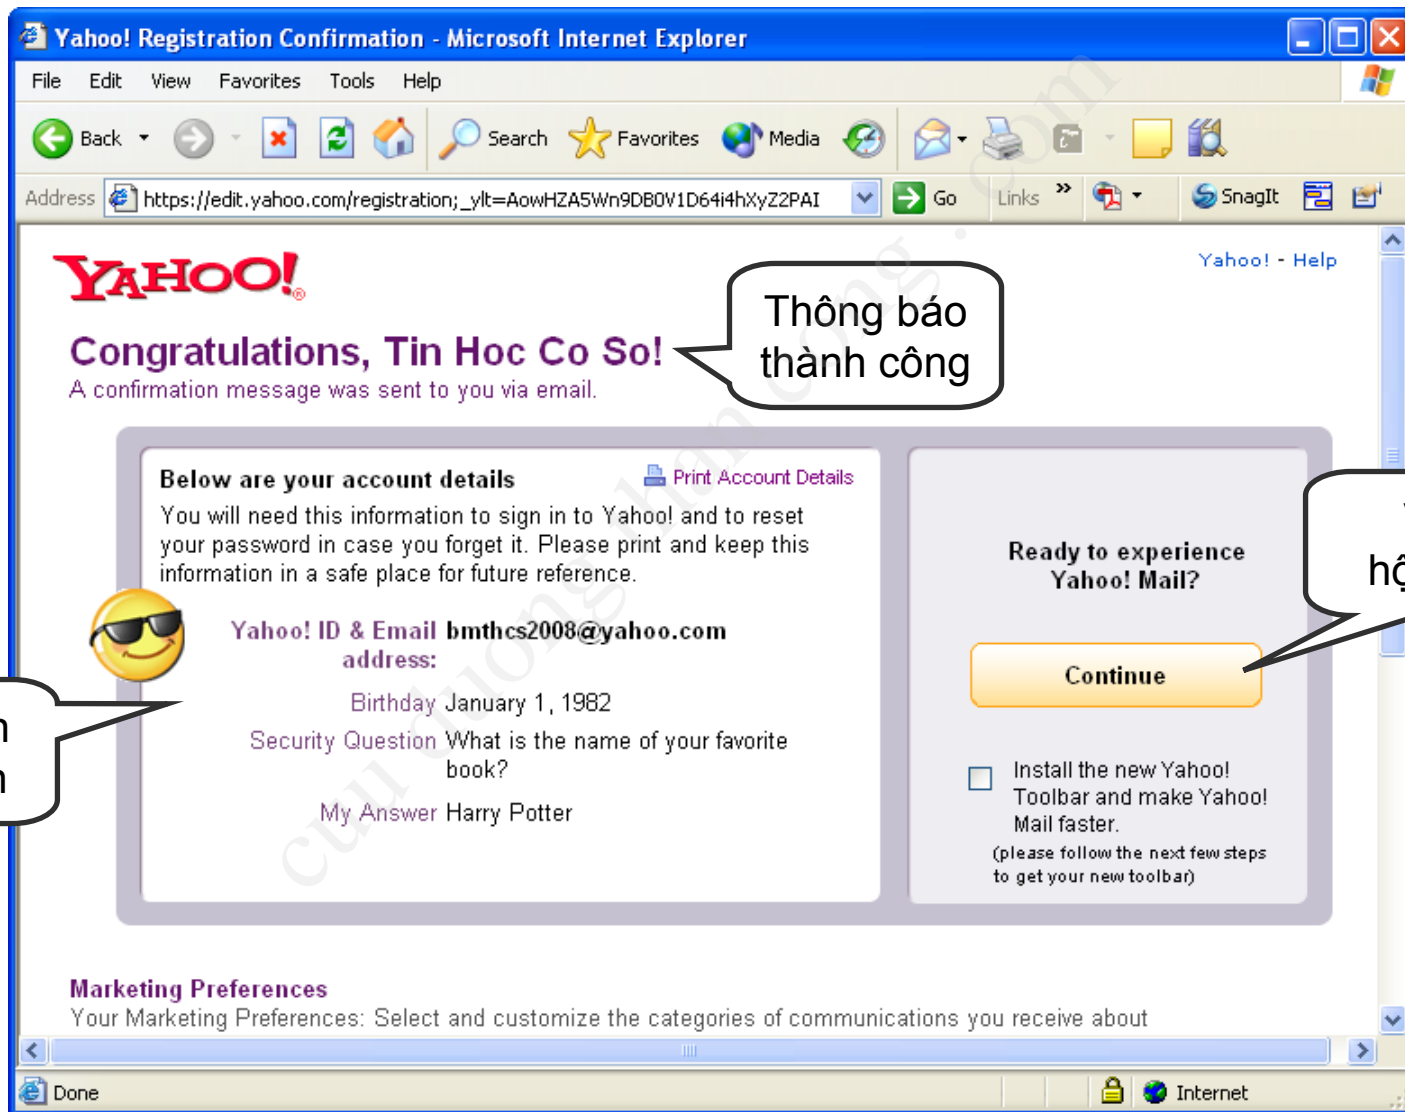 Yahoo! Registration Confirmation - Microsoft Internet Explorer
File Edit View Favorites Tools Help
Back Search Favorites Media
Address https://edit.yahoo.com/registration;_ylt=AowHZA5Wn9DB0V1D64i4hXyZ2PAI Go Links » SnagIt
YAHOO!
Yahoo! - Help
Thông báo
thành công
Congratulations, Tin Hoc Co So!
A confirmation message was sent to you via email.
Below are your account details
Print Account Details
You will need this information to sign in to Yahoo! and to reset
your password in case you forget it. Please print and keep this
information in a safe place for future reference.
Yahoo! ID & Email bmthcs2008@yahoo.com
address:
Birthday January 1, 1982
Security Question What is the name of your favorite
book?
My Answer Harry Potter
Ready to experience
Yahoo! Mail?
Continue
Install the new Yahoo!
Toolbar and make Yahoo!
Mail faster.
(please follow the next few steps
to get your new toolbar)
Marketing Preferences
Your Marketing Preferences: Select and customize the categories of communications you receive about
Done
Internet
cuu duong than cong . com